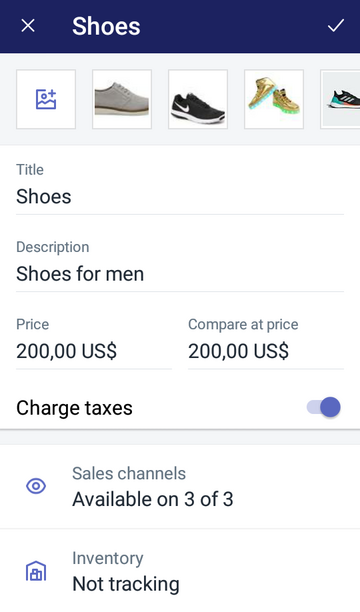 Shoes
Title
Shoes
Description
Shoes for men
Price
Compare at price
200,00 US$
200,00 US$
Charge taxes
Sales channels
Available on 3 of 3
Inventory
Not tracking